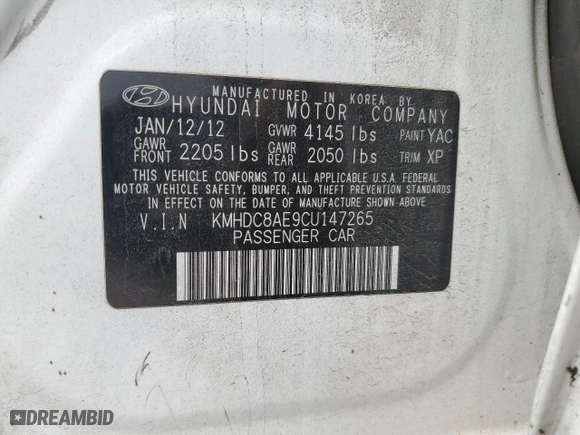 MANUFACTURED IN KOREA BY
HYUNDAI MOTOR COMPANY
JAN/12/12 GVWR 4145 lbs PAINT YAC
GAWR FRONT 2205 lbs GAWR REAR 2050 lbs TRIM XP
THIS VEHICLE CONFORMS TO ALL APPLICABLE U.S.A. FEDERAL
MOTOR VEHICLE SAFETY, BUMPER, AND THEFT PREVENTION STANDARDS
IN EFFECT ON THE DATE OF MANUFACTURE SHOWN ABOVE
V.I.N KMHDC8AE9CU147265
PASSENGER CAR
DREAMBID